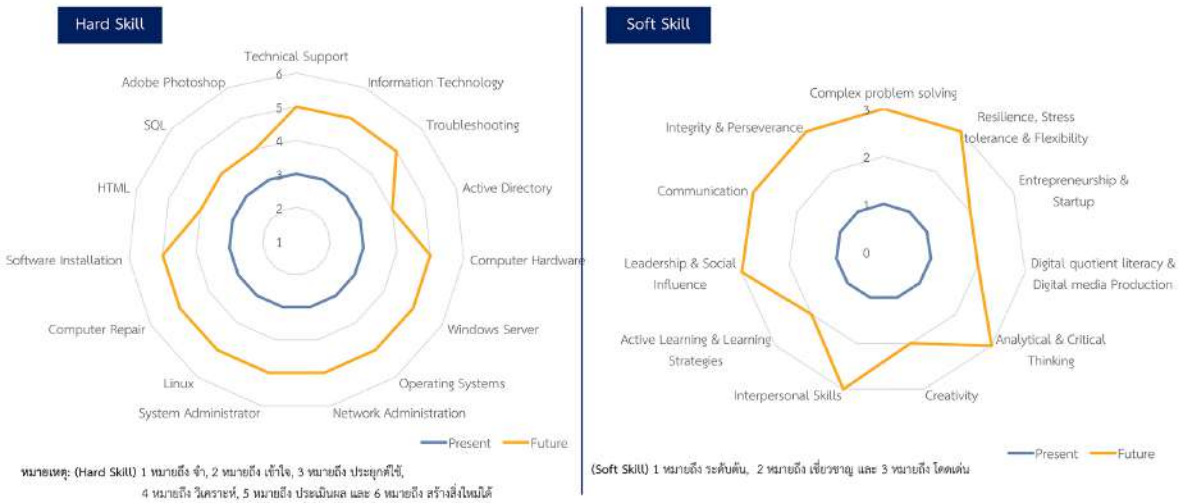 Hard Skill
Technical Support
Information Technology
Troubleshooting
Active Directory
Computer Hardware
Windows Server
Operating Systems
Network Administration
System Administrator
Linux
Computer Repair
Software Installation
HTML
SQL
Adobe Photoshop
6
5
4
3
2
1
Present
Future
หมายเหตุ: (Hard Skill) 1 หมายถึง จำ, 2 หมายถึง เข้าใจ, 3 หมายถึง ประยุกต์ใช้,
4 หมายถึง วิเคราะห์, 5 หมายถึง ประเมินผล และ 6 หมายถึง สร้างสิ่งใหม่ได้
Soft Skill
Complex problem solving
Resilience, Stress
tolerance & Flexibility
Entrepreneurship &
Startup
Digital quotient literacy &
Digital media Production
Analytical & Critical
Thinking
Creativity
Interpersonal Skills
Active Learning & Learning
Strategies
Leadership & Social
Influence
Communication
Integrity & Perseverance
3
2
1
0
Present
Future
(Soft Skill) 1 หมายถึง ระดับต้น, 2 หมายถึง เชี่ยวชาญ และ 3 หมายถึง โดดเด่น